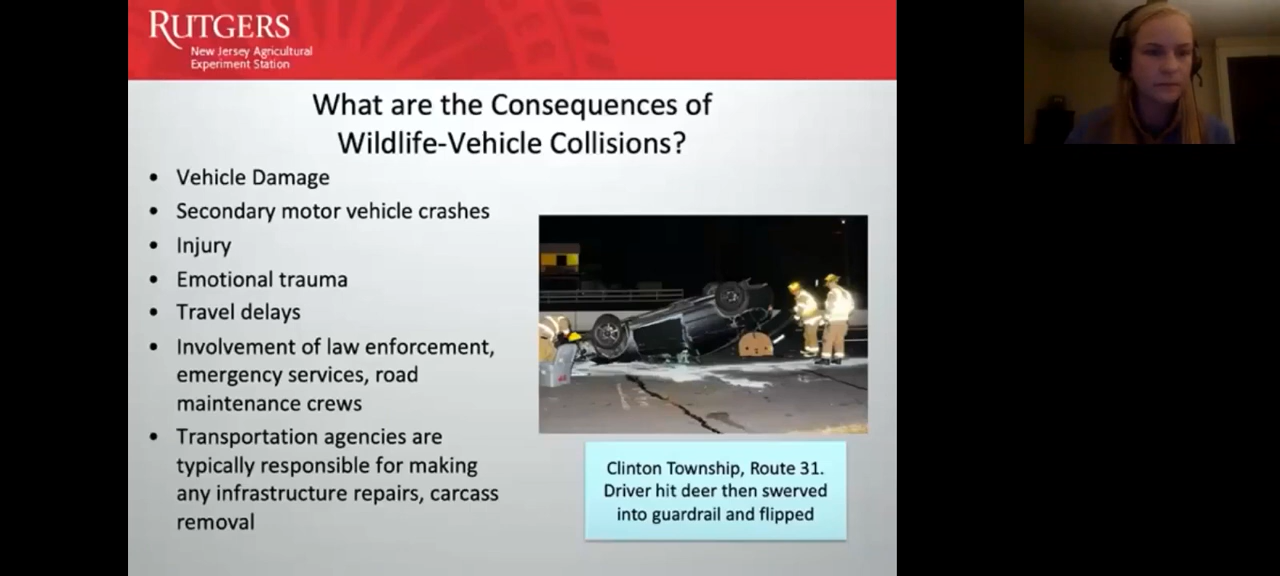 RUTGERS
New Jersey Agricultural
Experiment Station
What are the Consequences of
Wildlife-Vehicle Collisions?
• Vehicle Damage
• Secondary motor vehicle crashes
• Injury
• Emotional trauma
• Travel delays
• Involvement of law enforcement,
emergency services, road
maintenance crews
• Transportation agencies are
typically responsible for making
any infrastructure repairs, carcass
removal
Clinton Township, Route 31.
Driver hit deer then swerved
into guardrail and flipped